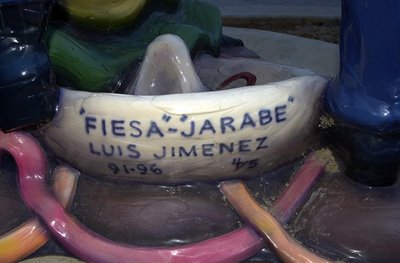 "FIESA"-"JARABE"
LUIS JIMENEZ
91-96 4/5